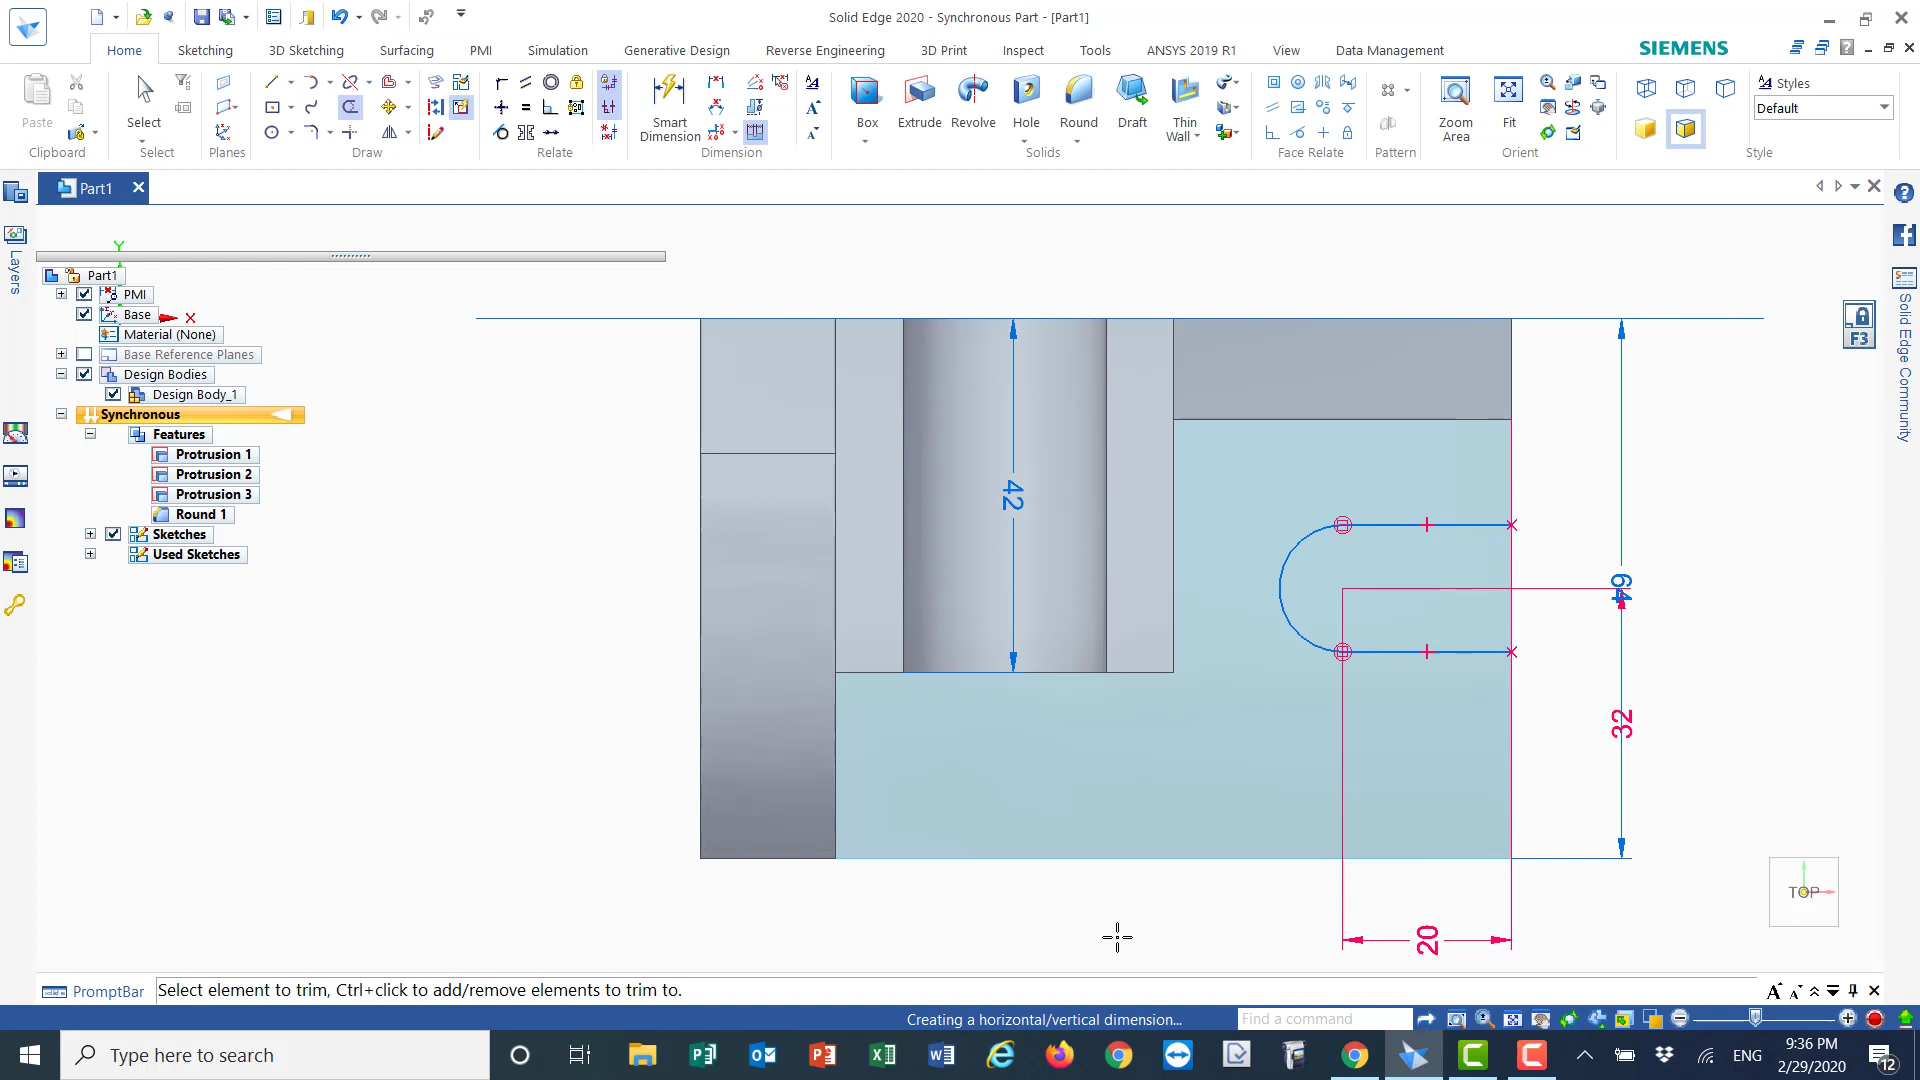 Solid Edge 2020 - Synchronous Part - [Part1]
Home Sketching 3D Sketching Surfacing PMI Simulation Generative Design Reverse Engineering 3D Print Inspect Tools ANSYS 2019 R1 View Data Management
SIEMENS
Paste
Select
Smart Dimension
Box Extrude Revolve Hole Round Draft Thin Wall
Zoom Area
Fit
Styles
Default
Clipboard Select Planes Draw Relate Dimension Solids Face Relate Pattern Orient Style
Part1
Layers
Y
X
Part1
PMI
Base
Material (None)
Base Reference Planes
Design Bodies
Design Body_1
Synchronous
Features
Protrusion 1
Protrusion 2
Protrusion 3
Round 1
Sketches
Used Sketches
42
64
32
20
F3
Solid Edge Community
TOP
PromptBar
Select element to trim, Ctrl+click to add/remove elements to trim to.
Creating a horizontal/vertical dimension...
Find a command
Type here to search
ENG
9:36 PM
2/29/2020
12